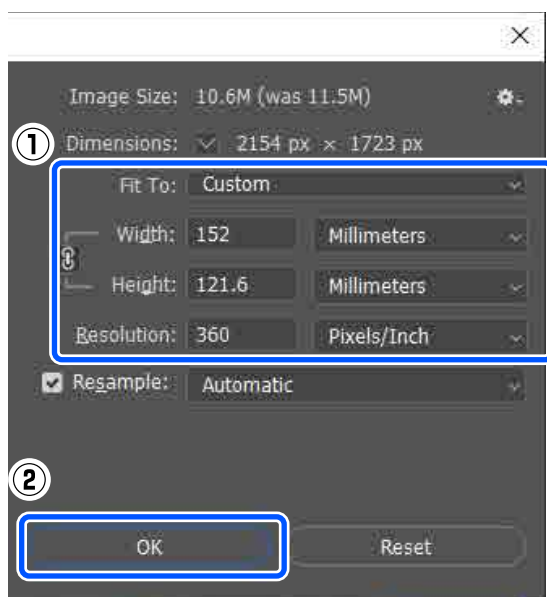 Image Size: 10.6M (was 11.5M)
① Dimensions: 2154 px × 1723 px
Fit To: Custom
Width: 152 Millimeters
Height: 121.6 Millimeters
Resolution: 360 Pixels/Inch
Resample: Automatic
②
OK Reset